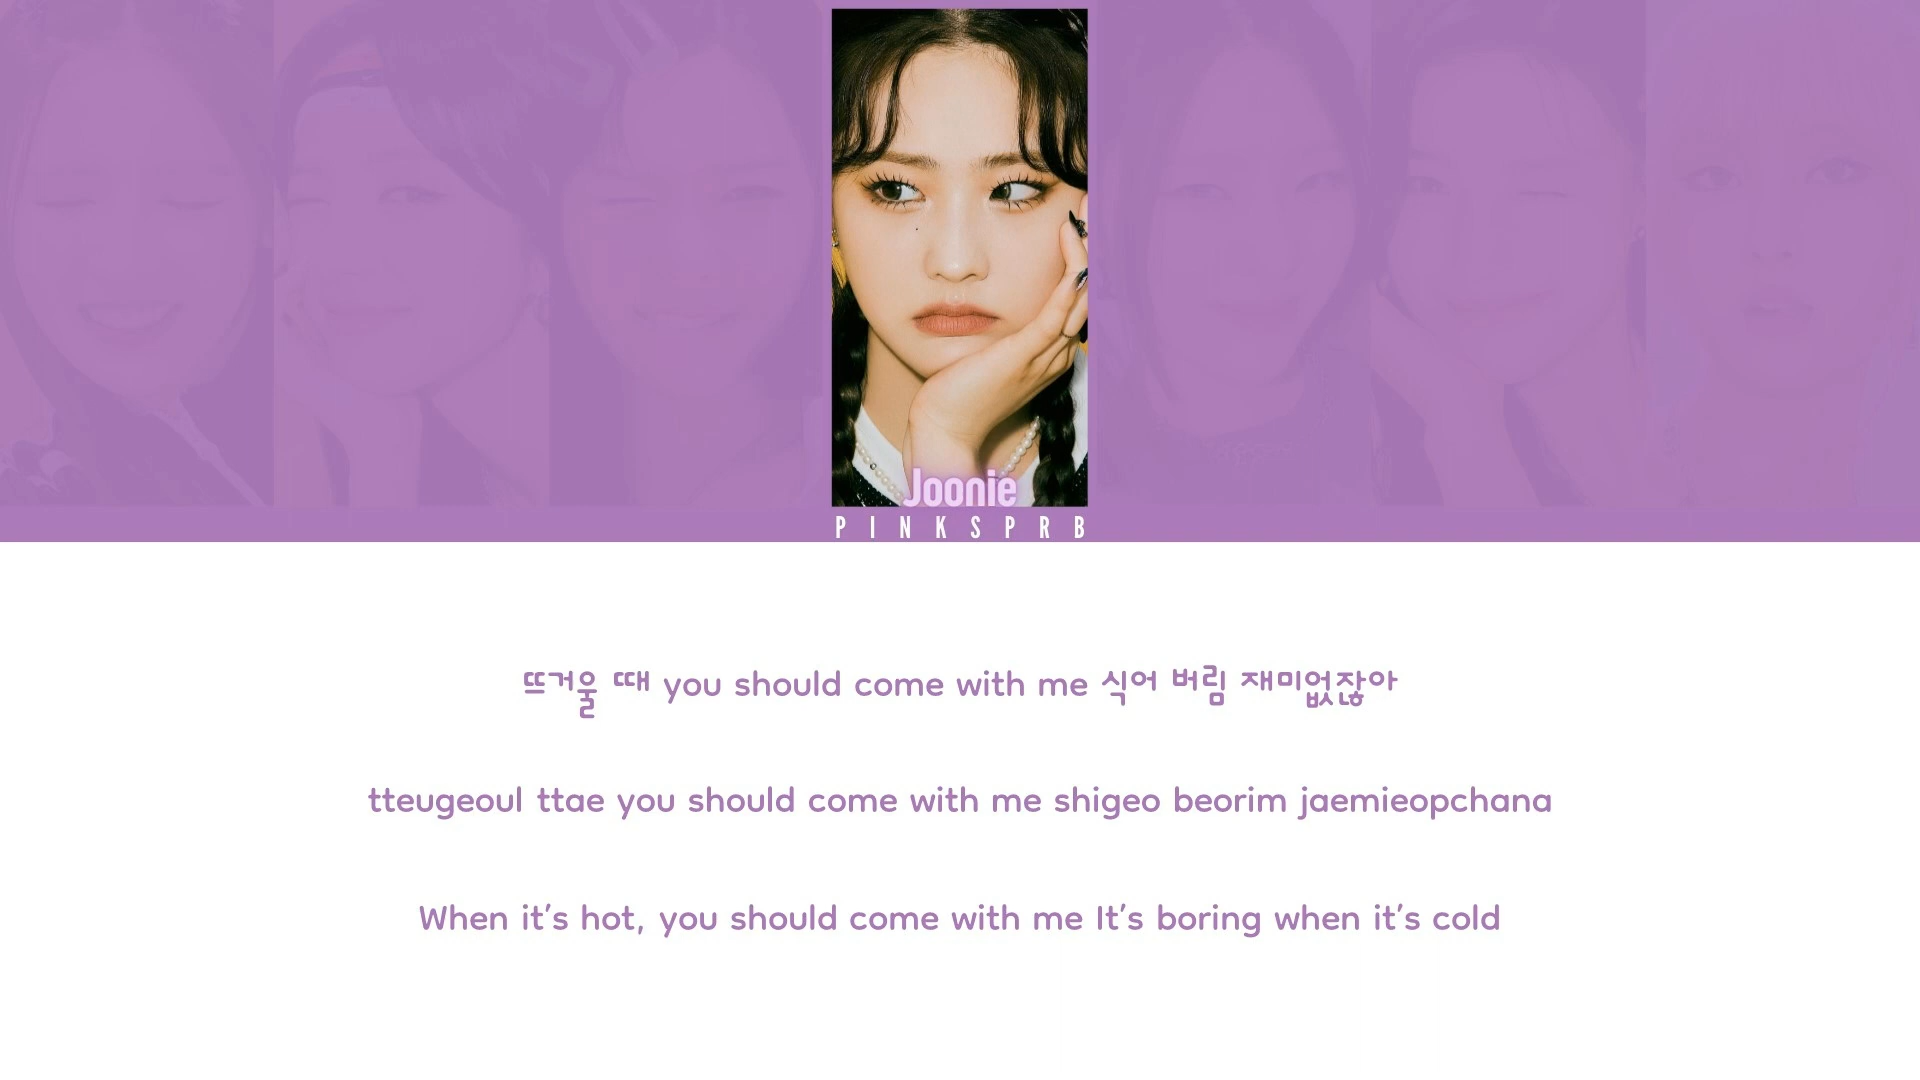 Joonie
PINKSPRB
뜨거울 때 you should come with me 식어 버림 재미없잖아
tteugeoul ttae you should come with me shigeo beorim jaemieopchana
When it's hot, you should come with me It's boring when it's cold